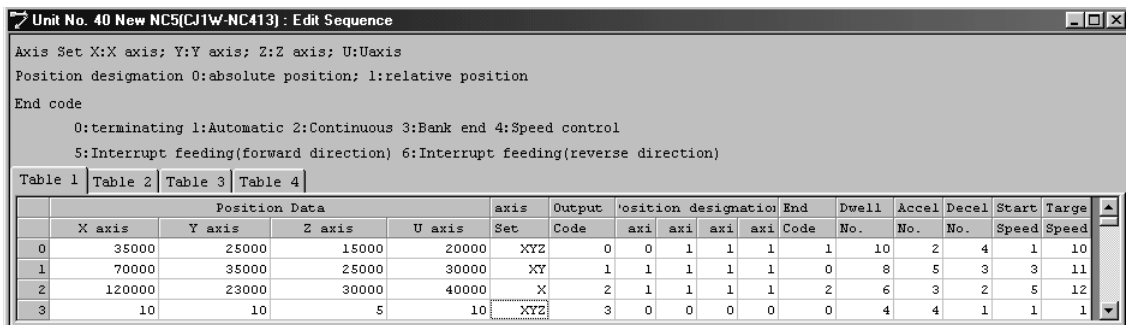 Unit No. 40 New NC5(CJ1W-NC413) : Edit Sequence
Axis Set X:X axis; Y:Y axis; Z:Z axis; U:Uaxis
Position designation 0:absolute position; 1:relative position
End code
0:terminating 1:Automatic 2:Continuous 3:Bank end 4:Speed control
5:Interrupt feeding(forward direction) 6:Interrupt feeding(reverse direction)
Table 1 Table 2 Table 3 Table 4
Position Data axis Output 'osition designatio End Dwell Accel Decel Start Targe
X axis Y axis Z axis U axis Set Code axi axi axi axi Code No. No. No. Speed Speed
0 35000 25000 15000 20000 XYZ 0 0 1 1 1 1 10 2 4 1 10
1 70000 35000 25000 30000 XY 1 1 1 1 1 0 8 5 3 3 11
2 120000 23000 30000 40000 X 2 1 1 1 1 2 6 3 2 5 12
3 10 10 5 10 XYZ 3 0 0 0 0 0 4 4 1 1 1